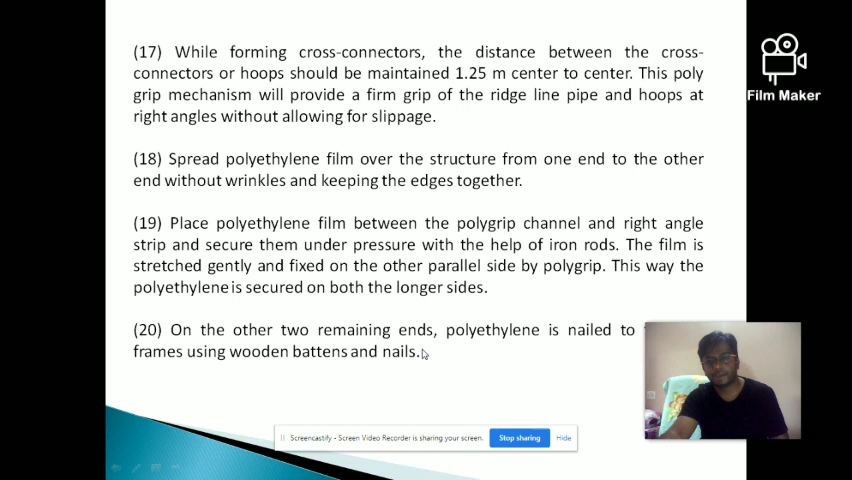 (17) While forming cross-connectors, the distance between the cross-
connectors or hoops should be maintained 1.25 m center to center. This poly
grip mechanism will provide a firm grip of the ridge line pipe and hoops at
right angles without allowing for slippage.
(18) Spread polyethylene film over the structure from one end to the other
end without wrinkles and keeping the edges together.
(19) Place polyethylene film between the polygrip channel and right angle
strip and secure them under pressure with the help of iron rods. The film is
stretched gently and fixed on the other parallel side by polygrip. This way the
polyethylene is secured on both the longer sides.
(20) On the other two remaining ends, polyethylene is nailed to
frames using wooden battens and nails.
Film Maker
Screencastify - Screen Video Recorder is sharing your screen.
Stop sharing
Hide